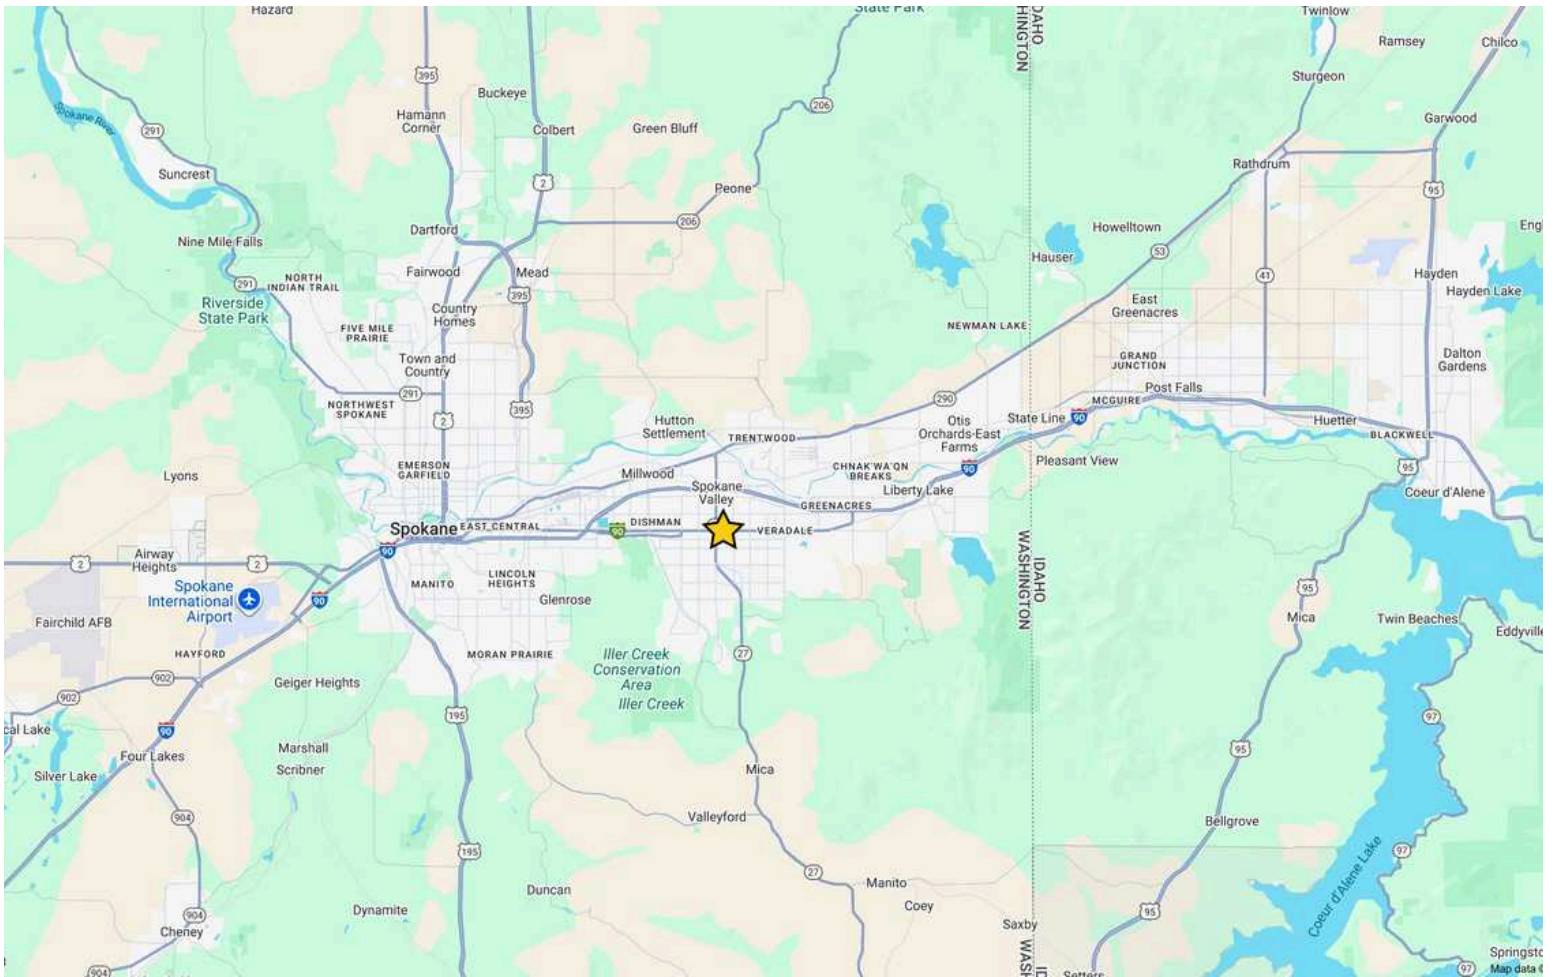 Hazard
State Park
IDAHO
HINGTON
Twinlow
Ramsey
Chilco
395
Buckeye
206
Sturgeon
Spokane River
291
Hamann
Corner
Colbert
Green Bluff
Garwood
Suncrest
2
Peone
Rathdrum
95
206
Nine Mile Falls
Dartford
Howelltown
Engl
291
NORTH
INDIAN TRAIL
Fairwood
Mead
395
Hauser
53
41
Hayden
Hayden Lake
Riverside
State Park
Country
Homes
East
Greenacres
FIVE MILE
PRAIRIE
NEWMAN LAKE
Town and
Country
GRAND
JUNCTION
Dalton
Gardens
291
NORTHWEST
SPOKANE
395
2
290
Post Falls
MCGUIRE
State Line
90
Hutton
Settlement
TRENTWOOD
Otis
Orchards-East
Farms
Huetter
BLACKWELL
Lyons
EMERSON
GARFIELD
Millwood
CHNAK'WA'QN
BREAKS
90
Pleasant View
95
Spokane
Valley
Liberty Lake
Coeur d'Alene
GREENACRES
Spokane
EAST CENTRAL
90
DISHMAN
VERADALE
90
Airway
Heights
2
2
IDAHO
WASHINGTON
MANITO
LINCOLN
HEIGHTS
Spokane
International
Airport
90
Glenrose
95
Fairchild AFB
Mica
Twin Beaches
Eddyville
HAYFORD
MORAN PRAIRIE
27
Iller Creek
Conservation
Area
Iller Creek
902
902
Geiger Heights
195
97
cal Lake
90
Four Lakes
Marshall
Scribner
95
Silver Lake
Mica
904
Valleyford
Bellgrove
195
27
97
Coeur d'Alene Lake
Duncan
Manito
Coey
95
Dynamite
904
Cheney
Saxby
WASH
ID
904
Setters
Springsto
97
Map data ©